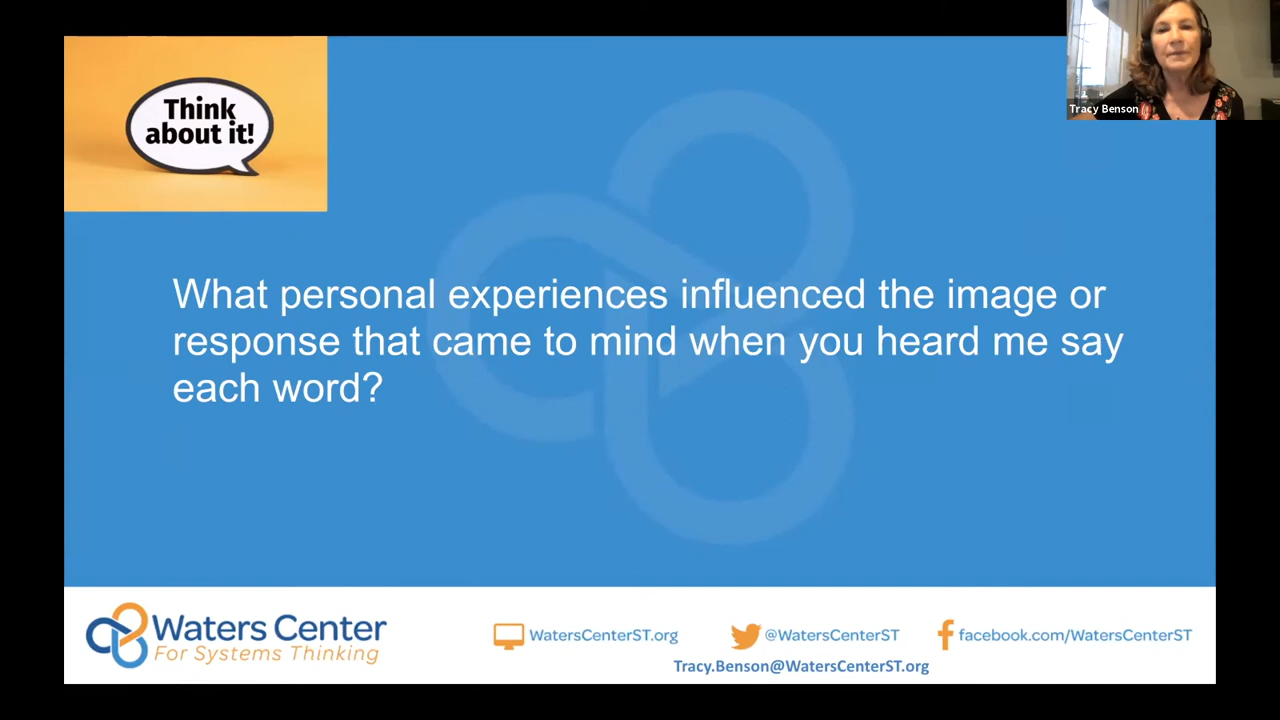 Think
about it!
Tracy Benson
What personal experiences influenced the image or
response that came to mind when you heard me say
each word?
Waters Center
For Systems Thinking
WatersCenterST.org
@WatersCenterST
facebook.com/WatersCenterST
Tracy.Benson@WatersCenterST.org